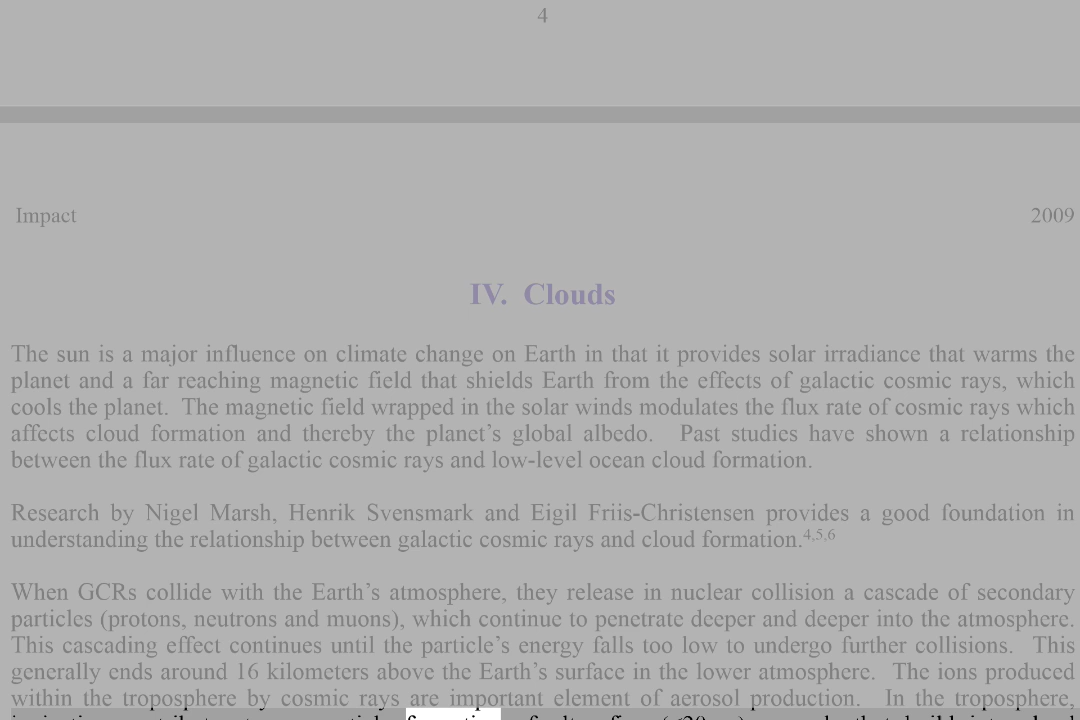 4
Impact 2009
IV. Clouds
The sun is a major influence on climate change on Earth in that it provides solar irradiance that warms the
planet and a far reaching magnetic field that shields Earth from the effects of galactic cosmic rays, which
cools the planet. The magnetic field wrapped in the solar winds modulates the flux rate of cosmic rays which
affects cloud formation and thereby the planet's global albedo. Past studies have shown a relationship
between the flux rate of galactic cosmic rays and low-level ocean cloud formation.
Research by Nigel Marsh, Henrik Svensmark and Eigil Friis-Christensen provides a good foundation in
understanding the relationship between galactic cosmic rays and cloud formation.4,5,6
When GCRs collide with the Earth's atmosphere, they release in nuclear collision a cascade of secondary
particles (protons, neutrons and muons), which continue to penetrate deeper and deeper into the atmosphere.
This cascading effect continues until the particle's energy falls too low to undergo further collisions. This
generally ends around 16 kilometers above the Earth's surface in the lower atmosphere. The ions produced
within the troposphere by cosmic rays are important element of aerosol production. In the troposphere,